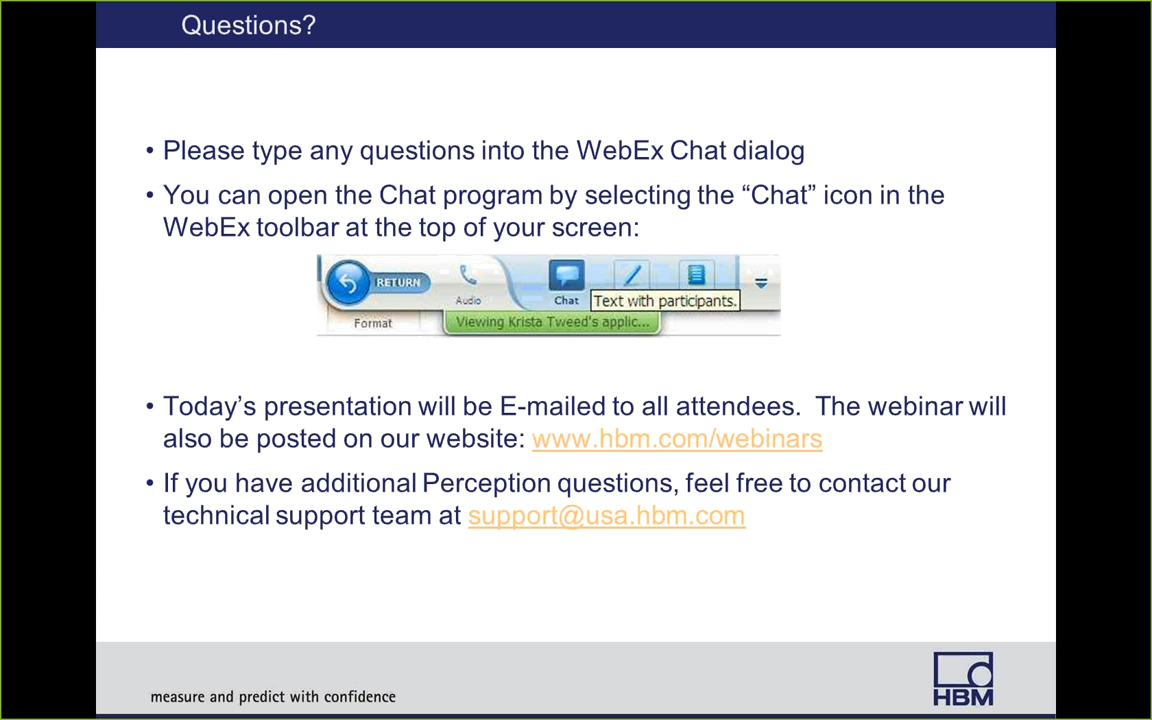 Questions?
• Please type any questions into the WebEx Chat dialog
• You can open the Chat program by selecting the “Chat” icon in the
WebEx toolbar at the top of your screen:
RETURN
Audio
Chat
Text with participants.
Format
Viewing Krista Tweed's applic...
• Today’s presentation will be E-mailed to all attendees.  The webinar will
also be posted on our website: www.hbm.com/webinars
• If you have additional Perception questions, feel free to contact our
technical support team at support@usa.hbm.com
measure and predict with confidence
HBM